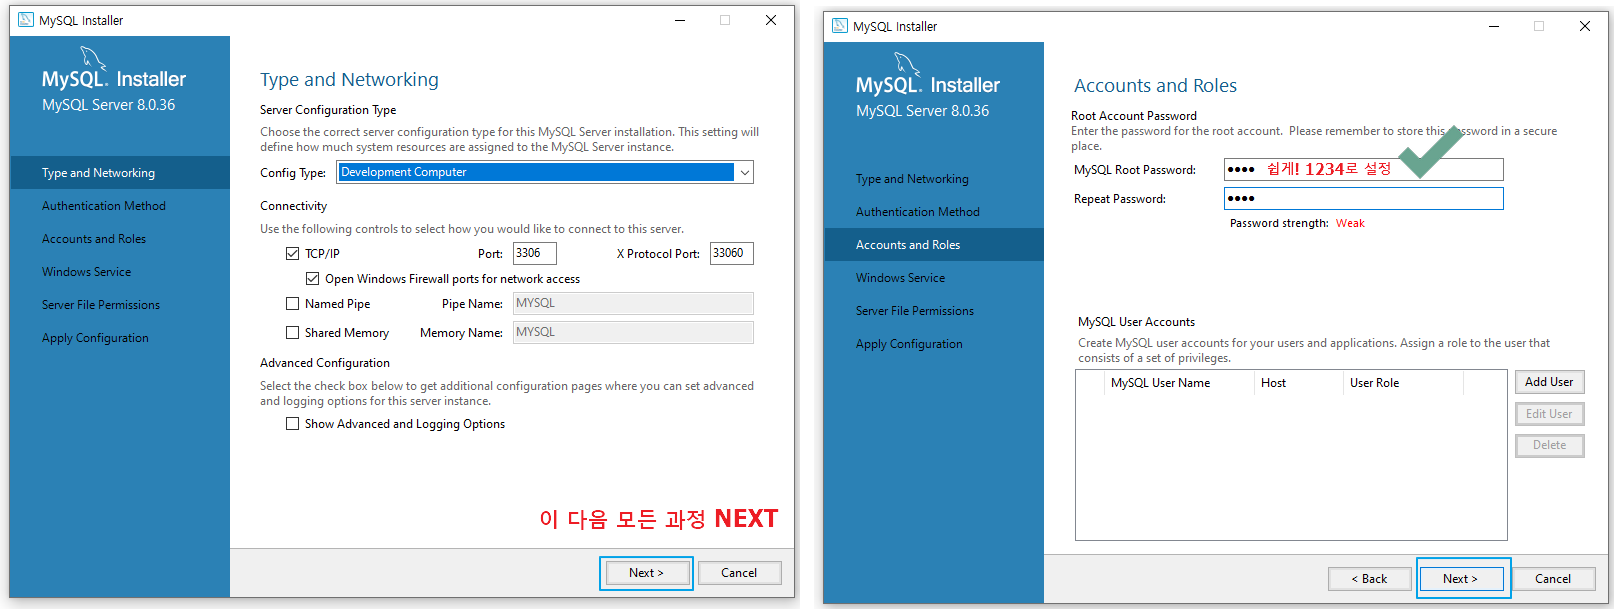 MySQL Installer
MySQL. Installer
MySQL Server 8.0.36
Type and Networking
Authentication Method
Accounts and Roles
Windows Service
Server File Permissions
Apply Configuration
Type and Networking
Server Configuration Type
Choose the correct server configuration type for this MySQL Server installation. This setting will
define how much system resources are assigned to the MySQL Server instance.
Config Type: Development Computer
Connectivity
Use the following controls to select how you would like to connect to this server.
TCP/IP Port: 3306 X Protocol Port: 33060
Open Windows Firewall ports for network access
Named Pipe Pipe Name: MYSQL
Shared Memory Memory Name: MYSQL
Advanced Configuration
Select the check box below to get additional configuration pages where you can set advanced
and logging options for this server instance.
Show Advanced and Logging Options
이 다음 모든 과정 NEXT
Next > Cancel
MySQL Installer
MySQL. Installer
MySQL Server 8.0.36
Type and Networking
Authentication Method
Accounts and Roles
Windows Service
Server File Permissions
Apply Configuration
Accounts and Roles
Root Account Password
Enter the password for the root account. Please remember to store this password in a secure
place.
MySQL Root Password: •••• 쉽게! 1234로 설정
Repeat Password: ••••
Password strength: Weak
MySQL User Accounts
Create MySQL user accounts for your users and applications. Assign a role to the user that
consists of a set of privileges.
MySQL User Name Host User Role
Add User
Edit User
Delete
< Back Next > Cancel